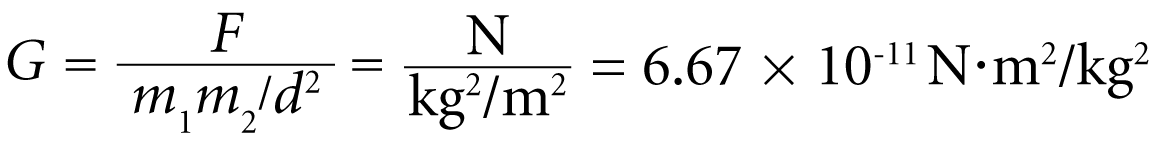 G = F / (m₁m₂/d²) = N / (kg²/m²) = 6.67 × 10⁻¹¹ N·m²/kg²